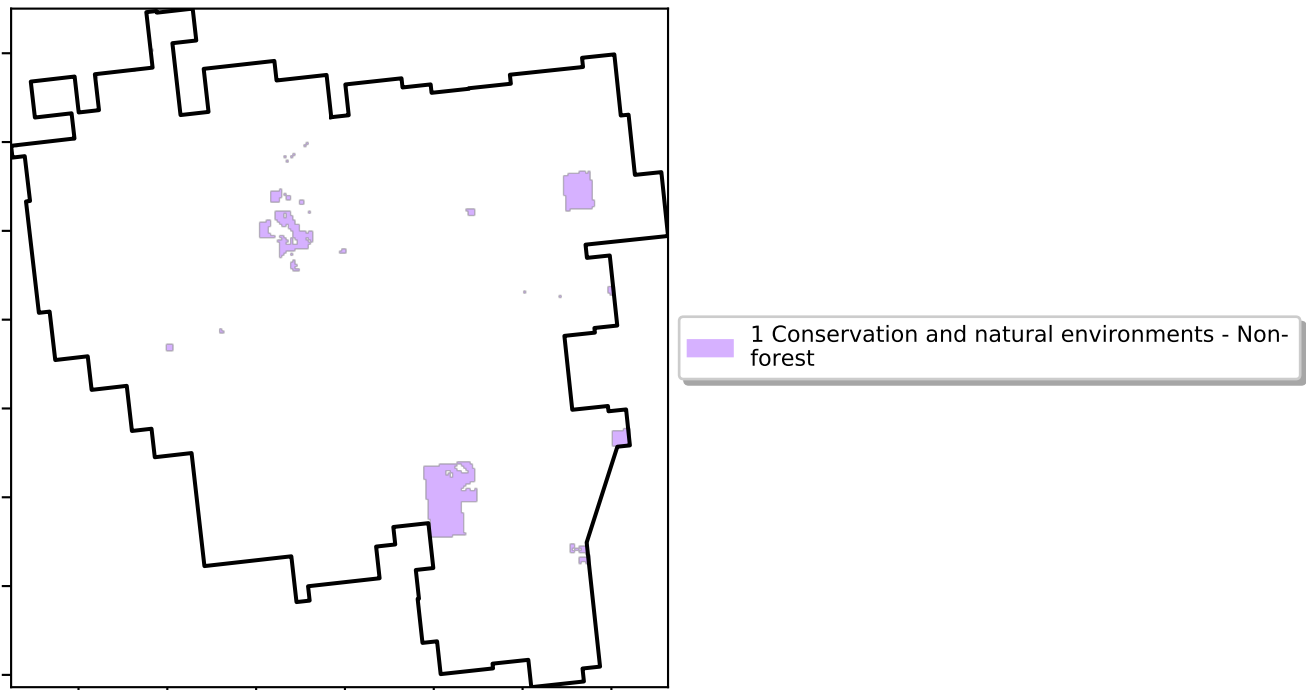 1 Conservation and natural environments - Non-
forest